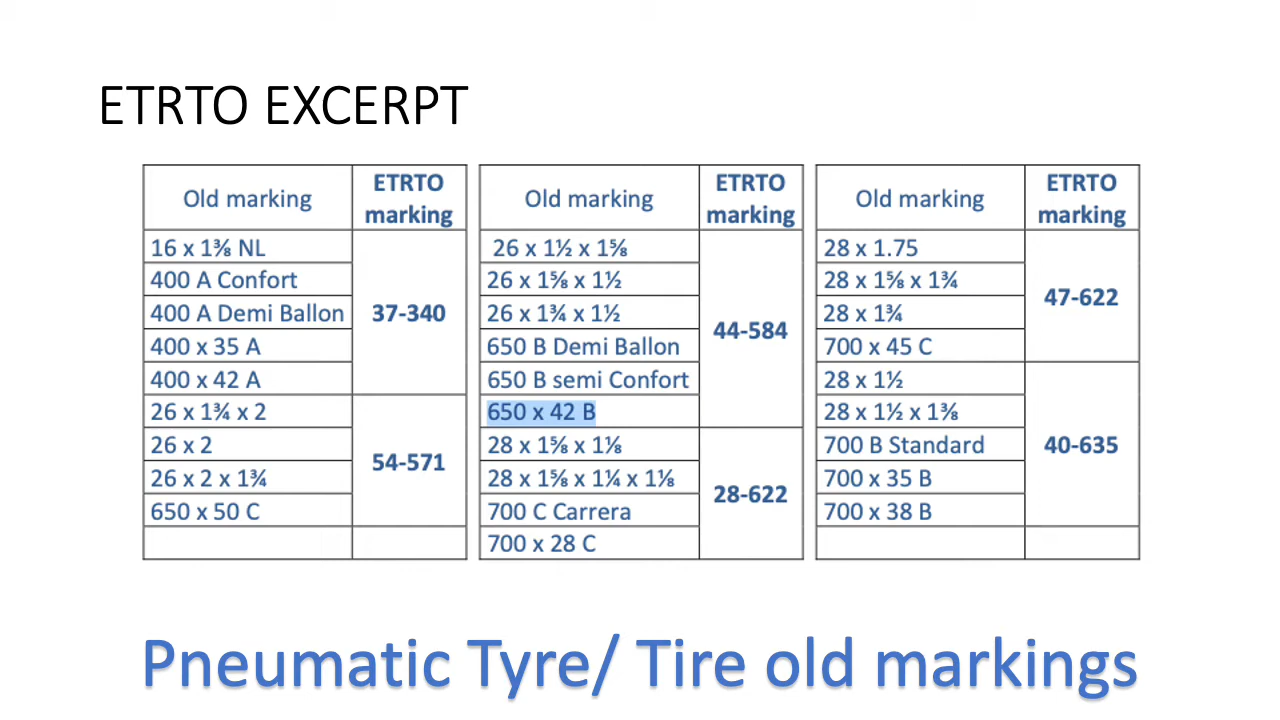 ETRTO EXCERPT
Old marking
ETRTO
marking
16 x 1⅜ NL
400 A Confort
400 A Demi Ballon
400 x 35 A
400 x 42 A
37-340
26 x 1¾ x 2
26 x 2
26 x 2 x 1¾
650 x 50 C
54-571
Old marking
ETRTO
marking
26 x 1½ x 1⅝
26 x 1⅝ x 1½
26 x 1¾ x 1½
650 B Demi Ballon
650 B semi Confort
650 x 42 B
44-584
28 x 1⅝ x 1⅛
28 x 1⅝ x 1¼ x 1⅛
700 C Carrera
700 x 28 C
28-622
Old marking
ETRTO
marking
28 x 1.75
28 x 1⅝ x 1¾
28 x 1¾
700 x 45 C
47-622
28 x 1½
28 x 1½ x 1⅜
700 B Standard
700 x 35 B
700 x 38 B
40-635
Pneumatic Tyre/ Tire old markings